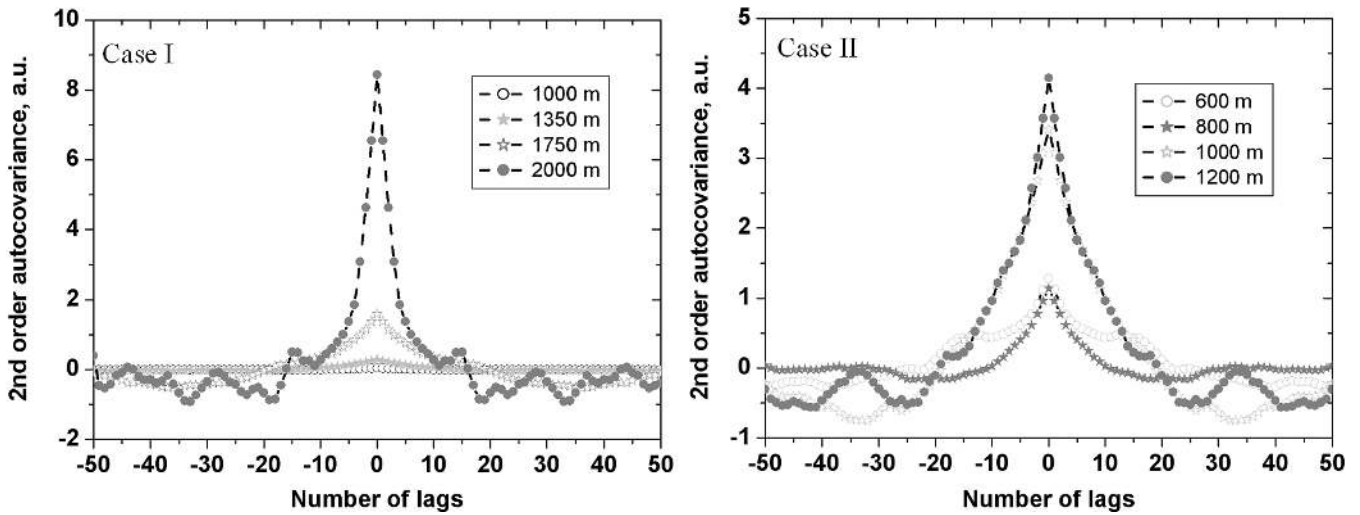 Case I
1000 m
1350 m
1750 m
2000 m
2nd order autocovariance, a.u.
10
8
6
4
2
0
-2
-50 -40 -30 -20 -10 0 10 20 30 40 50
Number of lags
Case II
600 m
800 m
1000 m
1200 m
2nd order autocovariance, a.u.
5
4
3
2
1
0
-1
-50 -40 -30 -20 -10 0 10 20 30 40 50
Number of lags